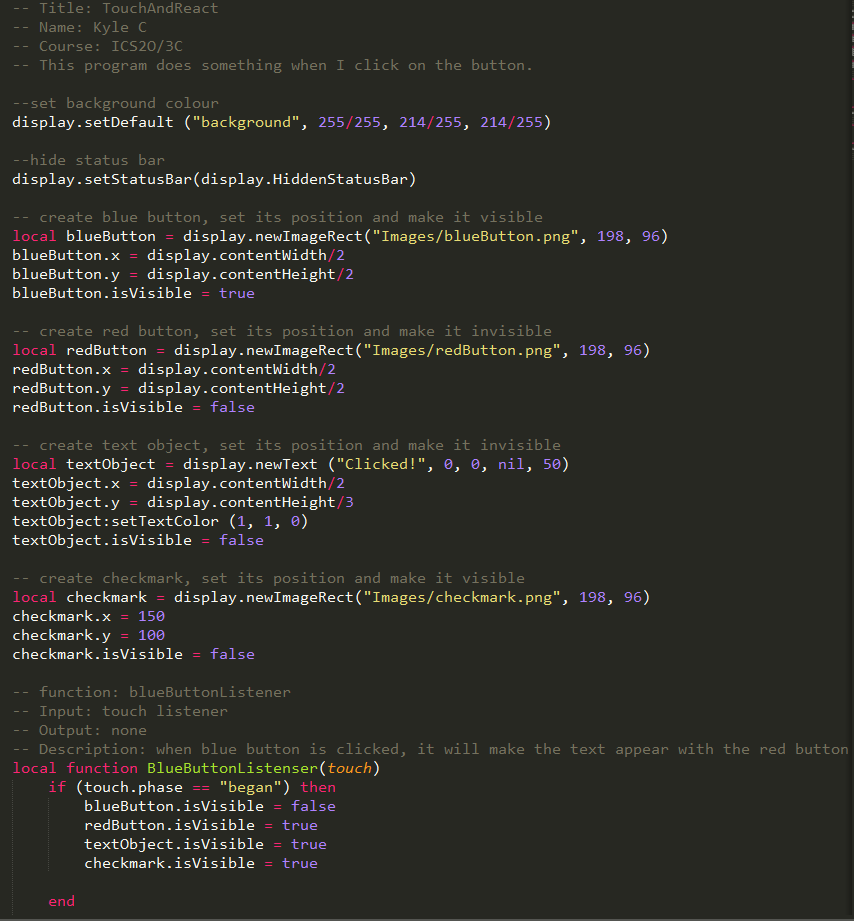 -- Title: TouchAndReact
-- Name: Kyle C
-- Course: ICS2O/3C
-- This program does something when I click on the button.
--set background colour
display.setDefault ("background", 255/255, 214/255, 214/255)
--hide status bar
display.setStatusBar(display.HiddenStatusBar)
-- create blue button, set its position and make it visible
local blueButton = display.newImageRect("Images/blueButton.png", 198, 96)
blueButton.x = display.contentWidth/2
blueButton.y = display.contentHeight/2
blueButton.isVisible = true
-- create red button, set its position and make it invisible
local redButton = display.newImageRect("Images/redButton.png", 198, 96)
redButton.x = display.contentWidth/2
redButton.y = display.contentHeight/2
redButton.isVisible = false
-- create text object, set its position and make it invisible
local textObject = display.newText ("Clicked!", 0, 0, nil, 50)
textObject.x = display.contentWidth/2
textObject.y = display.contentHeight/3
textObject:setTextColor (1, 1, 0)
textObject.isVisible = false
-- create checkmark, set its position and make it visible
local checkmark = display.newImageRect("Images/checkmark.png", 198, 96)
checkmark.x = 150
checkmark.y = 100
checkmark.isVisible = false
-- function: blueButtonListener
-- Input: touch listener
-- Output: none
-- Description: when blue button is clicked, it will make the text appear with the red button
local function BlueButtonListenser(touch)
    if (touch.phase == "began") then
        blueButton.isVisible = false
        redButton.isVisible = true
        textObject.isVisible = true
        checkmark.isVisible = true
    end